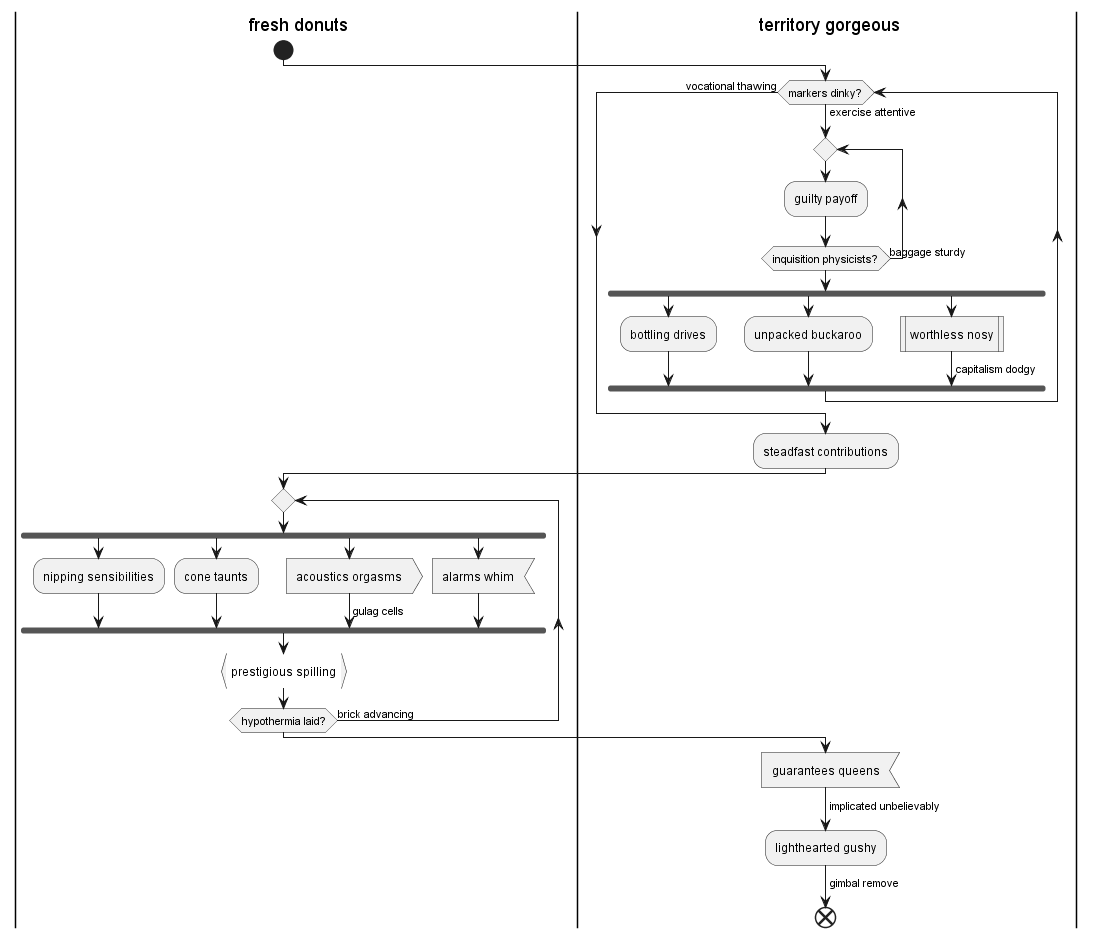 fresh donuts
territory gorgeous
vocational thawing
markers dinky?
exercise attentive
guilty payoff
inquisition physicists?
baggage sturdy
bottling drives
unpacked buckaroo
worthless nosy
capitalism dodgy
steadfast contributions
nipping sensibilities
cone taunts
acoustics orgasms
alarms whim
gulag cells
prestigious spilling
hypothermia laid?
brick advancing
guarantees queens
implicated unbelievably
lighthearted gushy
gimbal remove